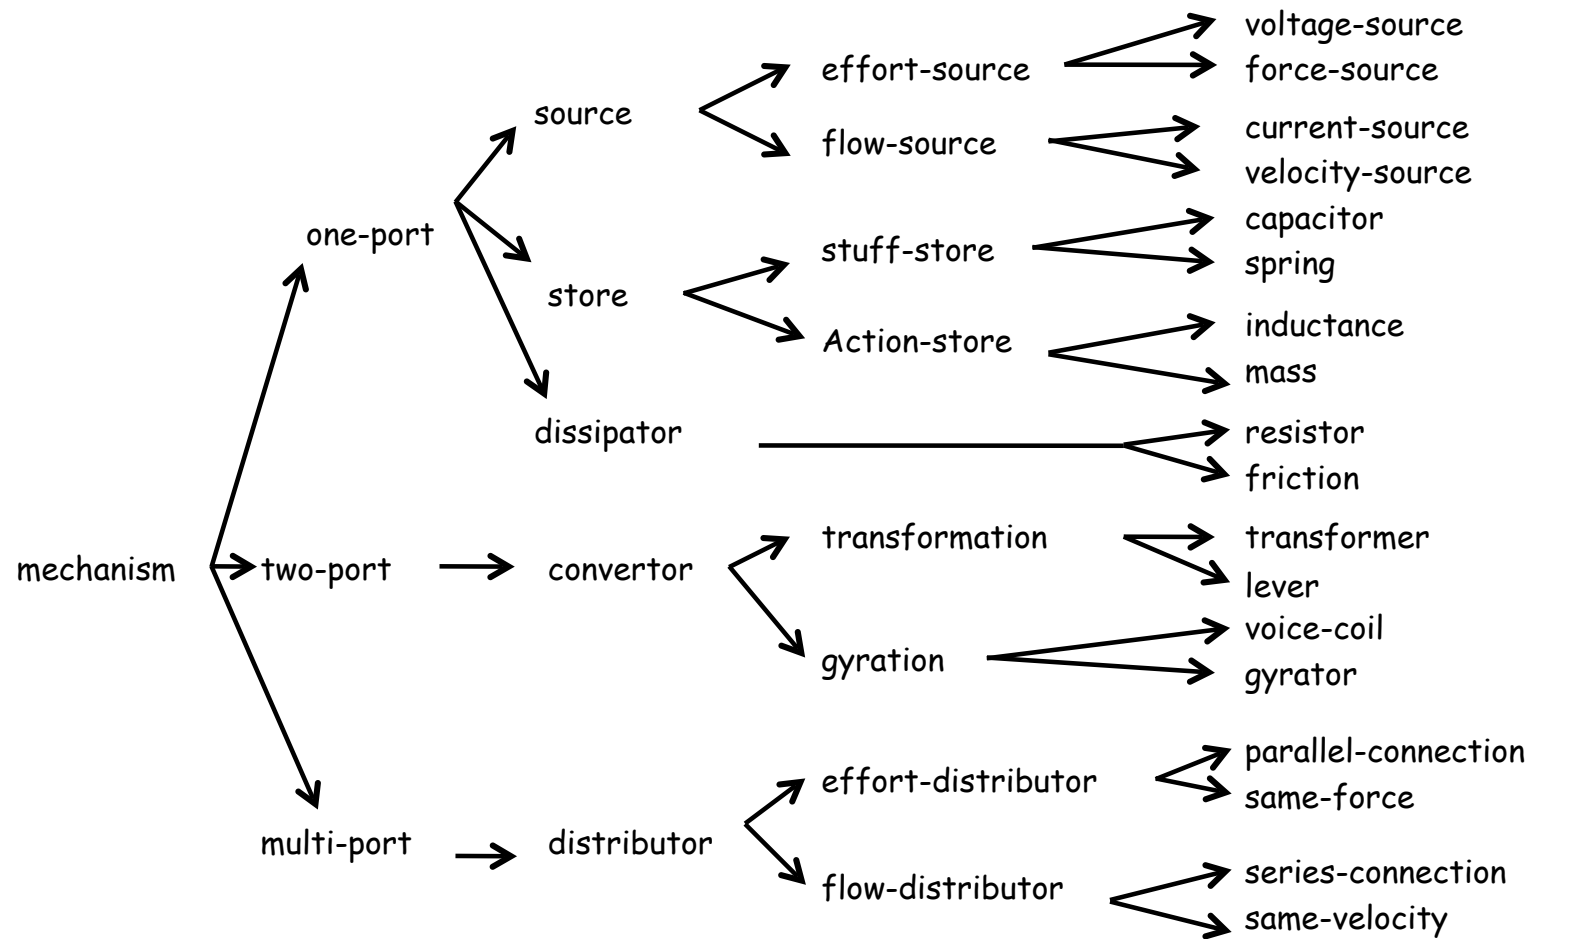 mechanism
one-port
two-port
multi-port
source
store
dissipator
convertor
distributor
effort-source
flow-source
stuff-store
Action-store
transformation
gyration
effort-distributor
flow-distributor
voltage-source
force-source
current-source
velocity-source
capacitor
spring
inductance
mass
resistor
friction
transformer
lever
voice-coil
gyrator
parallel-connection
same-force
series-connection
same-velocity